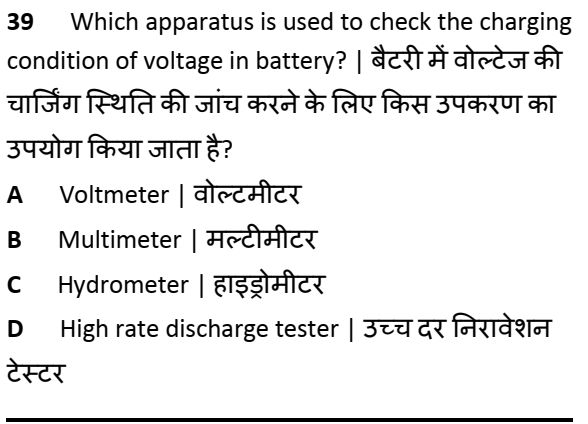 39 Which apparatus is used to check the charging
condition of voltage in battery? | बैटरी में वोल्टेज की
चार्जिंग स्थिति की जांच करने के लिए किस उपकरण का
उपयोग किया जाता है?
A Voltmeter | वोल्टमीटर
B Multimeter | मल्टीमीटर
C Hydrometer | हाइड्रोमीटर
D High rate discharge tester | उच्च दर निरावेशन
टेस्टर